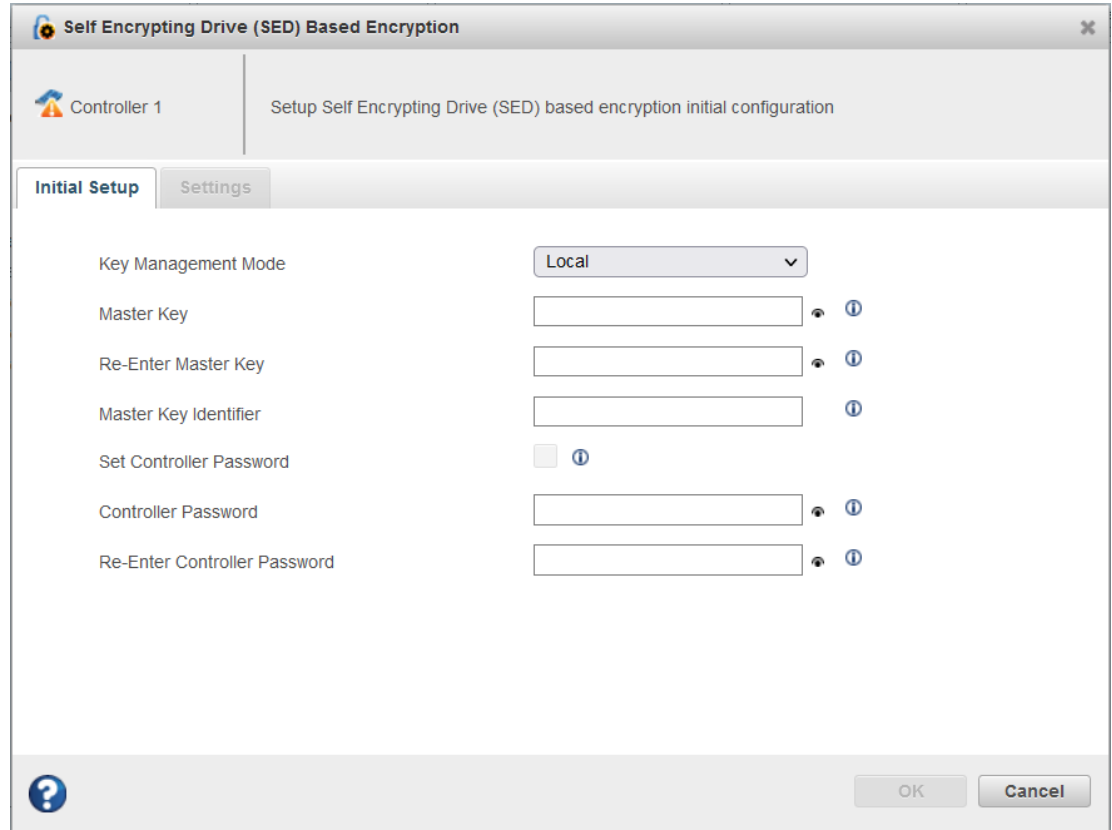 Self Encrypting Drive (SED) Based Encryption
Controller 1
Setup Self Encrypting Drive (SED) based encryption initial configuration
Initial Setup
Settings
Key Management Mode
Local
Master Key
Re-Enter Master Key
Master Key Identifier
Set Controller Password
Controller Password
Re-Enter Controller Password
OK
Cancel